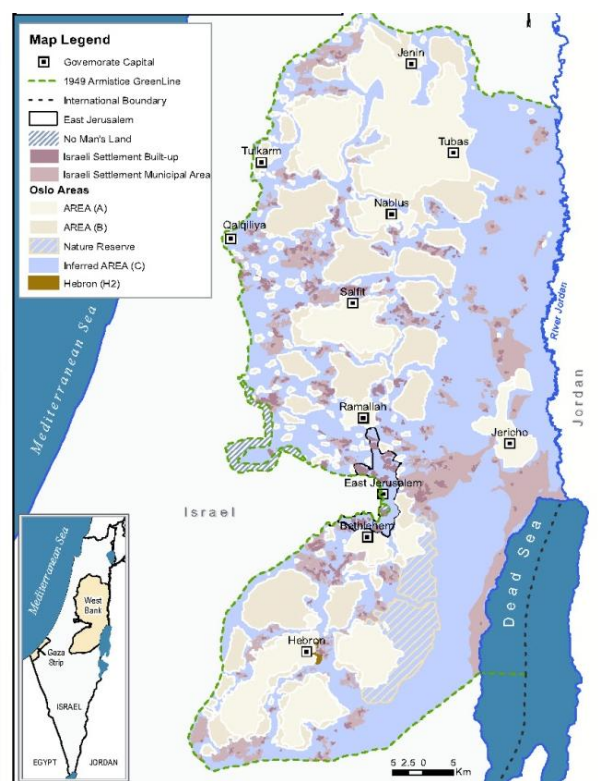 Map Legend
Governorate Capital
1949 Armistice GreenLine
International Boundary
East Jerusalem
No Man's Land
Israeli Settlement Built-up
Israeli Settlement Municipal Area
Oslo Areas
AREA (A)
AREA (B)
Nature Reserve
Inferred AREA (C)
Hebron (H2)
Jenin
Tubas
Tulkarm
Nablus
Qalqiliya
Salfit
River Jordan
Mediterranean Sea
Jordan
Ramallah
Jericho
East Jerusalem
Israel
Bethlehem
Dead Sea
Hebron
Mediterranean Sea
West
Bank
Gaza
Strip
ISRAEL
EGYPT
JORDAN
5 2.5 0 5
Km